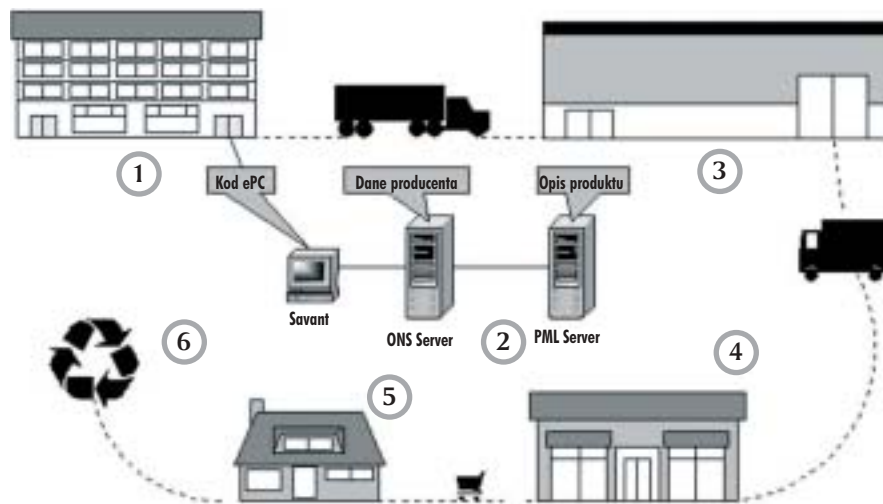 1
3
Kod ePC
Dane producenta
Opis produktu
Savant
ONS Server
2
PML Server
6
5
4